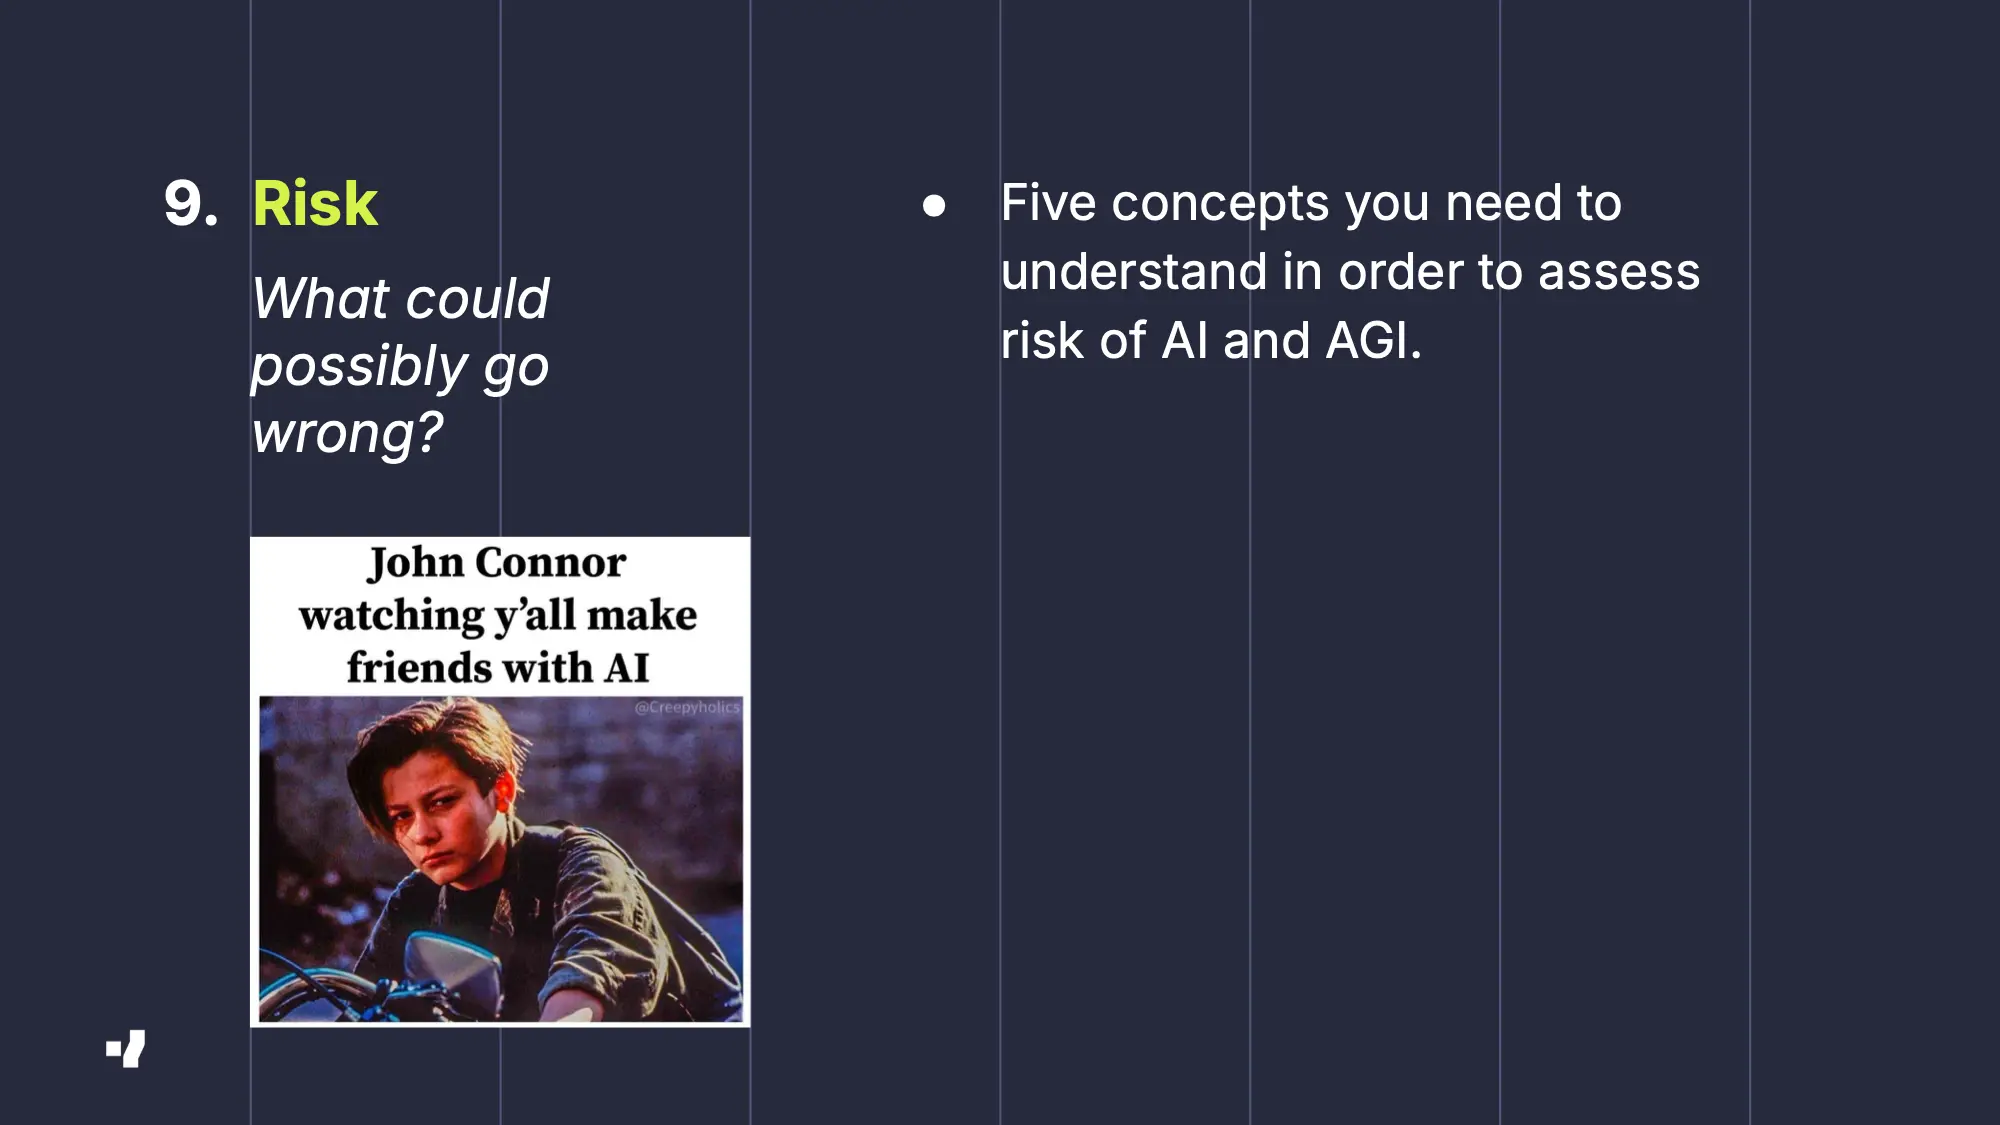 9. Risk
What could
possibly go
wrong?
John Connor
watching y’all make
friends with AI
@Creepyholics
● Five concepts you need to
understand in order to assess
risk of AI and AGI.